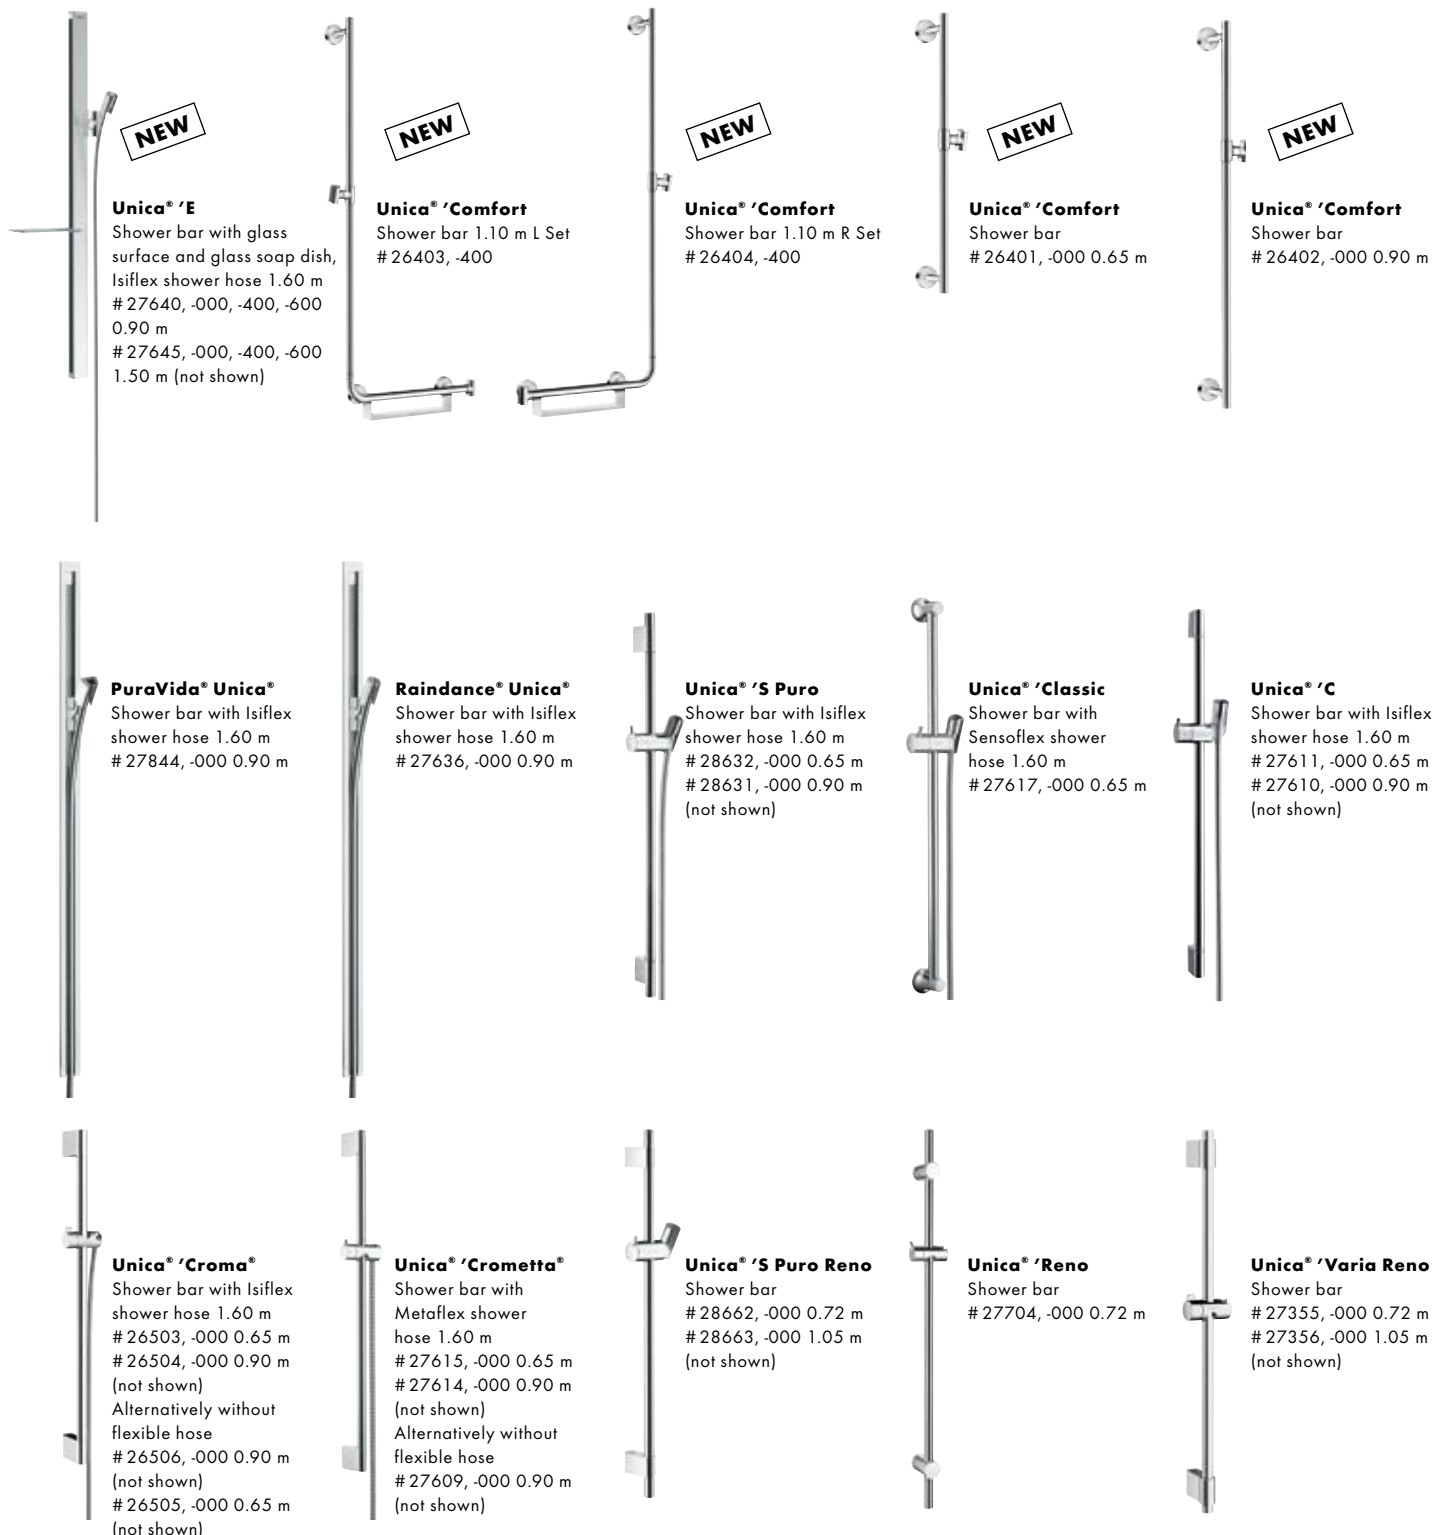 NEW
Unica® ’E
Shower bar with glass
surface and glass soap dish,
Isiflex shower hose 1.60 m
# 27640, -000, -400, -600
0.90 m
# 27645, -000, -400, -600
1.50 m (not shown)
NEW
Unica® ’Comfort
Shower bar 1.10 m L Set
# 26403, -400
NEW
Unica® ’Comfort
Shower bar 1.10 m R Set
# 26404, -400
NEW
Unica® ’Comfort
Shower bar
# 26401, -000 0.65 m
NEW
Unica® ’Comfort
Shower bar
# 26402, -000 0.90 m
PuraVida® Unica®
Shower bar with Isiflex
shower hose 1.60 m
# 27844, -000 0.90 m
Raindance® Unica®
Shower bar with Isiflex
shower hose 1.60 m
# 27636, -000 0.90 m
Unica® ’S Puro
Shower bar with Isiflex
shower hose 1.60 m
# 28632, -000 0.65 m
# 28631, -000 0.90 m
(not shown)
Unica® ’Classic
Shower bar with
Sensoflex shower
hose 1.60 m
# 27617, -000 0.65 m
Unica® ’C
Shower bar with Isiflex
shower hose 1.60 m
# 27611, -000 0.65 m
# 27610, -000 0.90 m
(not shown)
Unica® ’Croma®
Shower bar with Isiflex
shower hose 1.60 m
# 26503, -000 0.65 m
# 26504, -000 0.90 m
(not shown)
Alternatively without
flexible hose
# 26506, -000 0.90 m
(not shown)
# 26505, -000 0.65 m
(not shown)
Unica® ’Crometta®
Shower bar with
Metaflex shower
hose 1.60 m
# 27615, -000 0.65 m
# 27614, -000 0.90 m
(not shown)
Alternatively without
flexible hose
# 27609, -000 0.90 m
(not shown)
Unica® ’S Puro Reno
Shower bar
# 28662, -000 0.72 m
# 28663, -000 1.05 m
(not shown)
Unica® ’Reno
Shower bar
# 27704, -000 0.72 m
Unica® ’Varia Reno
Shower bar
# 27355, -000 0.72 m
# 27356, -000 1.05 m
(not shown)